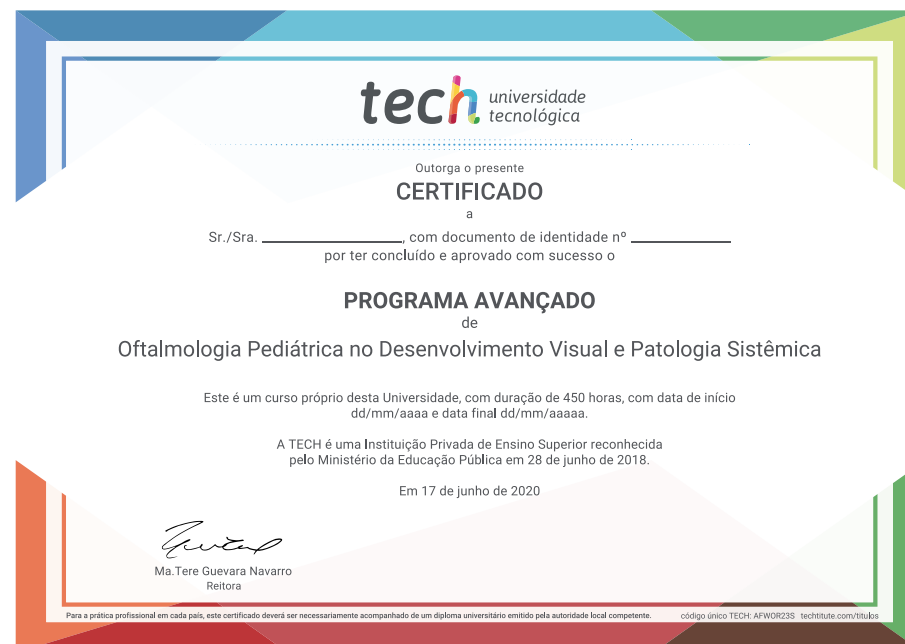 tech universidade
tecnológica
Outorga o presente
CERTIFICADO
a
Sr./Sra. ____________________, com documento de identidade nº ______________
por ter concluído e aprovado com sucesso o
PROGRAMA AVANÇADO
de
Oftalmologia Pediátrica no Desenvolvimento Visual e Patologia Sistêmica
Este é um curso próprio desta Universidade, com duração de 450 horas, com data de início
dd/mm/aaaa e data final dd/mm/aaaaa.
A TECH é uma Instituição Privada de Ensino Superior reconhecida
pelo Ministério da Educação Pública em 28 de junho de 2018.
Em 17 de junho de 2020
Ma.Tere Guevara Navarro
Reitora
Para a prática profissional em cada país, este certificado deverá ser necessariamente acompanhado de um diploma universitário emitido pela autoridade local competente. código único TECH: AFWOR23S techtitute.com/titulos